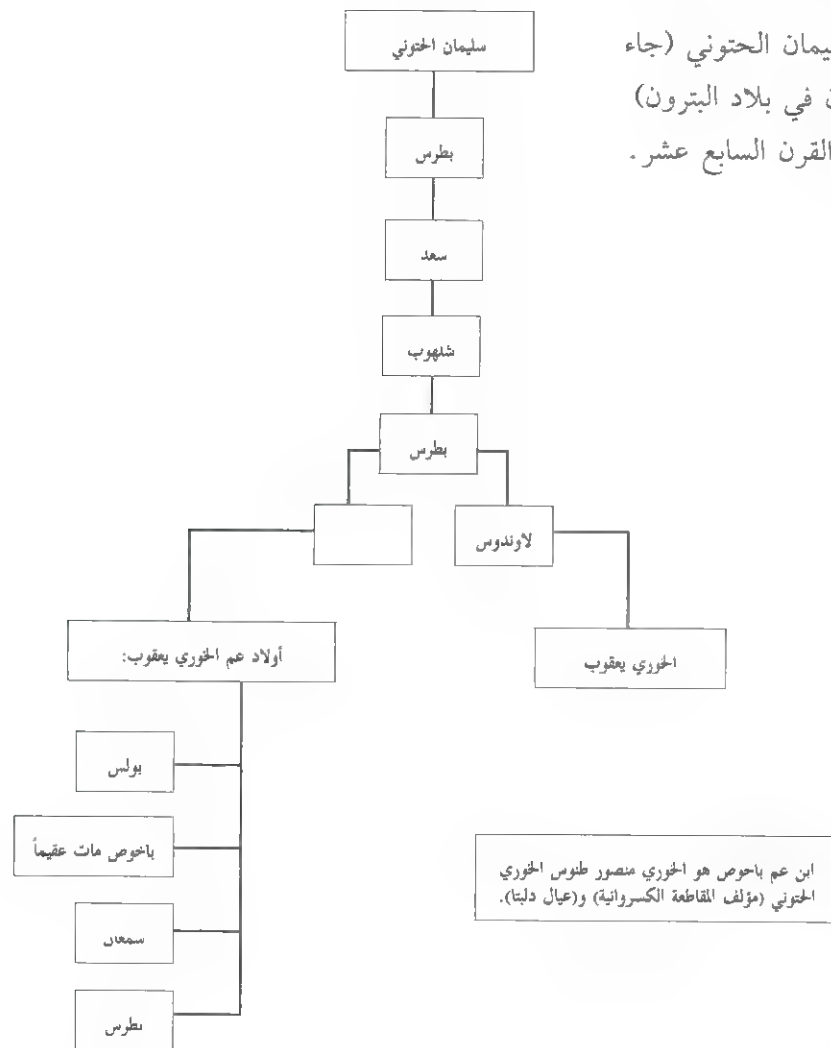 سليمان الحتوني
يمان الحتوني (جاء
في بلاد البترون)
القرن السابع عشر.
بطرس
سعد
شلهوب
بطرس
لاوندوس
أولاد عم الخوري يعقوب:
الخوري يعقوب
بولس
باخوص مات عقيماً
سمعان
بطرس
ابن عم باخوص هو الخوري منصور طنوس الخوري
الحتوني (مؤلف المقاطعة الكسروانية) و(عيال دلبتا).